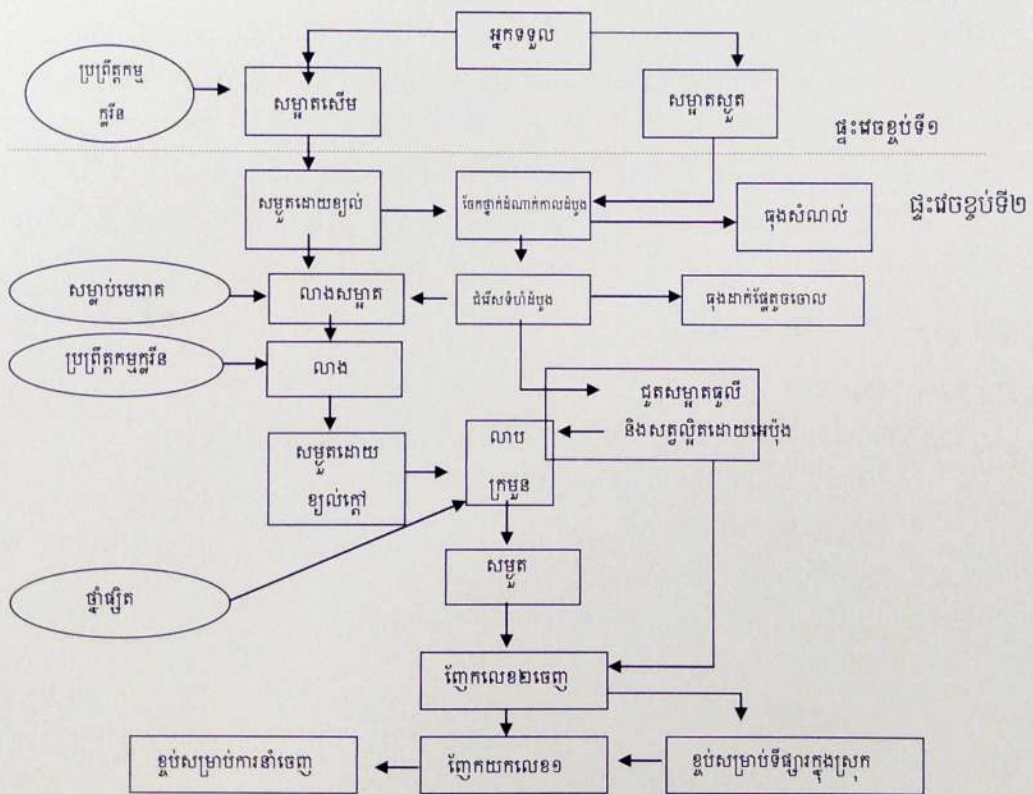 អ្នកទទួល
ប្រព្រឹត្តកម្ម
ក្លរីន
សម្អាតសើម
សម្អាតស្ងួត
ផ្ទះវេចខ្ចប់ទី១
សម្ងួតដោយខ្យល់
ចែកថ្នាក់ដំណាក់កាលដំបូង
ធុងសំណល់
ផ្ទះវេចខ្ចប់ទី២
សម្លាប់មេរោគ
លាងសម្អាត
ជំរើសទំហំដំបូង
ធុងដាក់ផ្លែតូចចោល
ប្រព្រឹត្តកម្មក្លរីន
លាង
ជូតសម្អាតធូលី
និងសត្វល្អិតដោយអេប៉ុង
សម្ងួតដោយ
ខ្យល់ក្តៅ
លាប
ក្រមួន
សម្ងួត
ថ្នាំផ្សិត
ញែកលេខ២ចេញ
ខ្ចប់សម្រាប់ការនាំចេញ
ញែកយកលេខ១
ខ្ចប់សម្រាប់ទីផ្សារក្នុងស្រុក